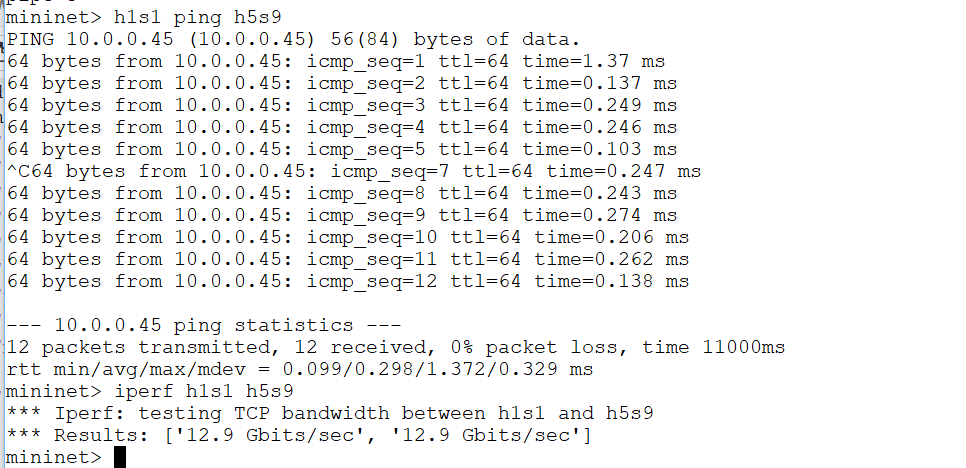 mininet> h1s1 ping h5s9
PING 10.0.0.45 (10.0.0.45) 56(84) bytes of data.
64 bytes from 10.0.0.45: icmp_seq=1 ttl=64 time=1.37 ms
64 bytes from 10.0.0.45: icmp_seq=2 ttl=64 time=0.137 ms
64 bytes from 10.0.0.45: icmp_seq=3 ttl=64 time=0.249 ms
64 bytes from 10.0.0.45: icmp_seq=4 ttl=64 time=0.246 ms
64 bytes from 10.0.0.45: icmp_seq=5 ttl=64 time=0.103 ms
^C64 bytes from 10.0.0.45: icmp_seq=7 ttl=64 time=0.247 ms
64 bytes from 10.0.0.45: icmp_seq=8 ttl=64 time=0.243 ms
64 bytes from 10.0.0.45: icmp_seq=9 ttl=64 time=0.274 ms
64 bytes from 10.0.0.45: icmp_seq=10 ttl=64 time=0.206 ms
64 bytes from 10.0.0.45: icmp_seq=11 ttl=64 time=0.262 ms
64 bytes from 10.0.0.45: icmp_seq=12 ttl=64 time=0.138 ms
--- 10.0.0.45 ping statistics ---
12 packets transmitted, 12 received, 0% packet loss, time 11000ms
rtt min/avg/max/mdev = 0.099/0.298/1.372/0.329 ms
mininet> iperf h1s1 h5s9
*** Iperf: testing TCP bandwidth between h1s1 and h5s9
*** Results: ['12.9 Gbits/sec', '12.9 Gbits/sec']
mininet>